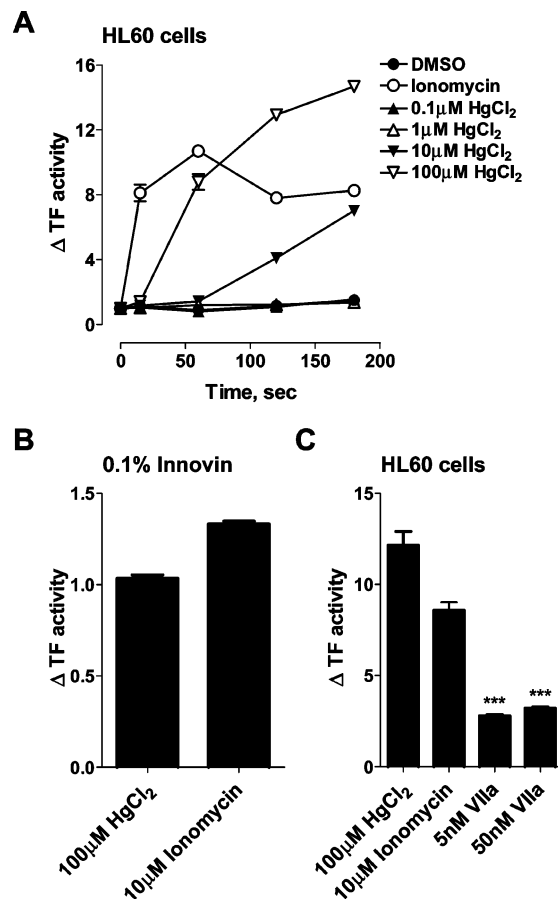 A
HL60 cells
16
12
8
4
0
Δ TF activity
0
50
100
150
200
Time, sec
DMSO
Ionomycin
0.1μM HgCl₂
1μM HgCl₂
10μM HgCl₂
100μM HgCl₂
B
0.1% Innovin
1.5
1.0
0.5
0.0
Δ TF activity
100μM HgCl₂
10μM Ionomycin
C
HL60 cells
15
10
5
0
Δ TF activity
***
***
100μM HgCl₂
10μM Ionomycin
5nM VIIa
50nM VIIa